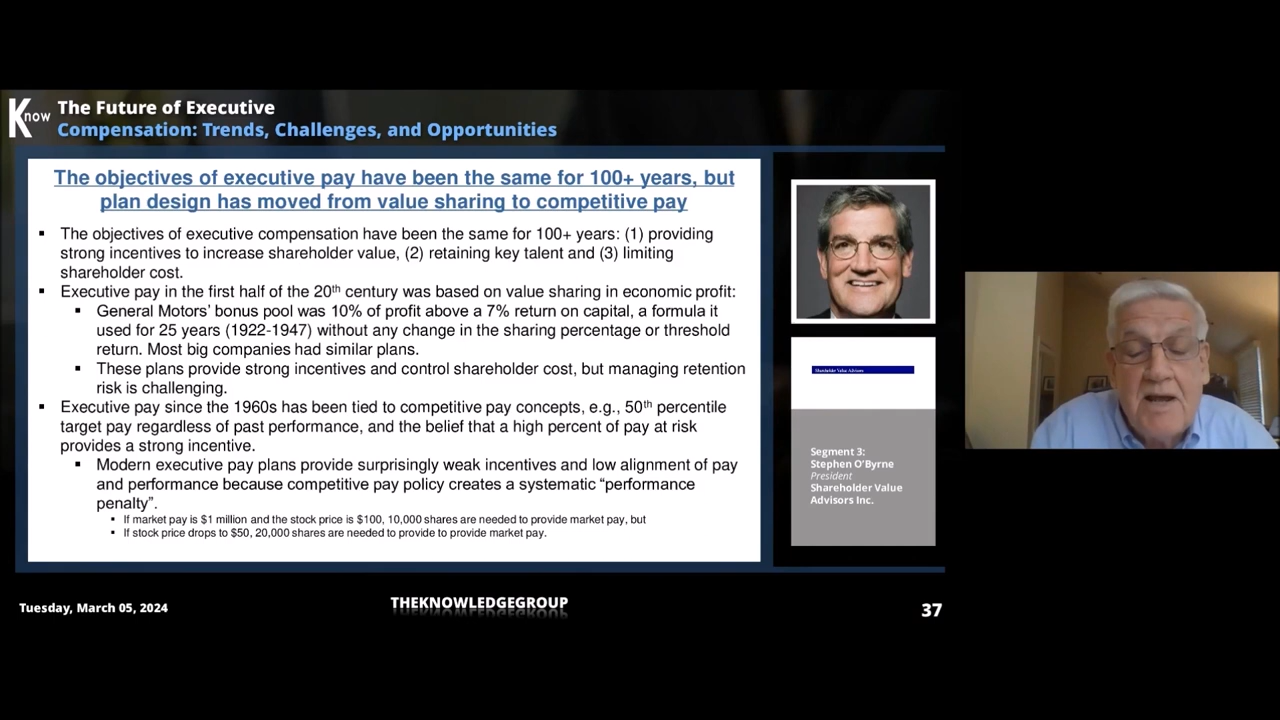 Know
The Future of Executive
Compensation: Trends, Challenges, and Opportunities
The objectives of executive pay have been the same for 100+ years, but
plan design has moved from value sharing to competitive pay
▪ The objectives of executive compensation have been the same for 100+ years: (1) providing
strong incentives to increase shareholder value, (2) retaining key talent and (3) limiting
shareholder cost.
▪ Executive pay in the first half of the 20th century was based on value sharing in economic profit:
▪ General Motors’ bonus pool was 10% of profit above a 7% return on capital, a formula it
used for 25 years (1922-1947) without any change in the sharing percentage or threshold
return. Most big companies had similar plans.
▪ These plans provide strong incentives and control shareholder cost, but managing retention
risk is challenging.
▪ Executive pay since the 1960s has been tied to competitive pay concepts, e.g., 50th percentile
target pay regardless of past performance, and the belief that a high percent of pay at risk
provides a strong incentive.
▪ Modern executive pay plans provide surprisingly weak incentives and low alignment of pay
and performance because competitive pay policy creates a systematic “performance
penalty”.
▪ If market pay is $1 million and the stock price is $100, 10,000 shares are needed to provide market pay, but
▪ If stock price drops to $50, 20,000 shares are needed to provide to provide market pay.
Shareholder Value Advisors
Segment 3:
Stephen O’Byrne
President
Shareholder Value
Advisors Inc.
Tuesday, March 05, 2024
THEKNOWLEDGEGROUP
37